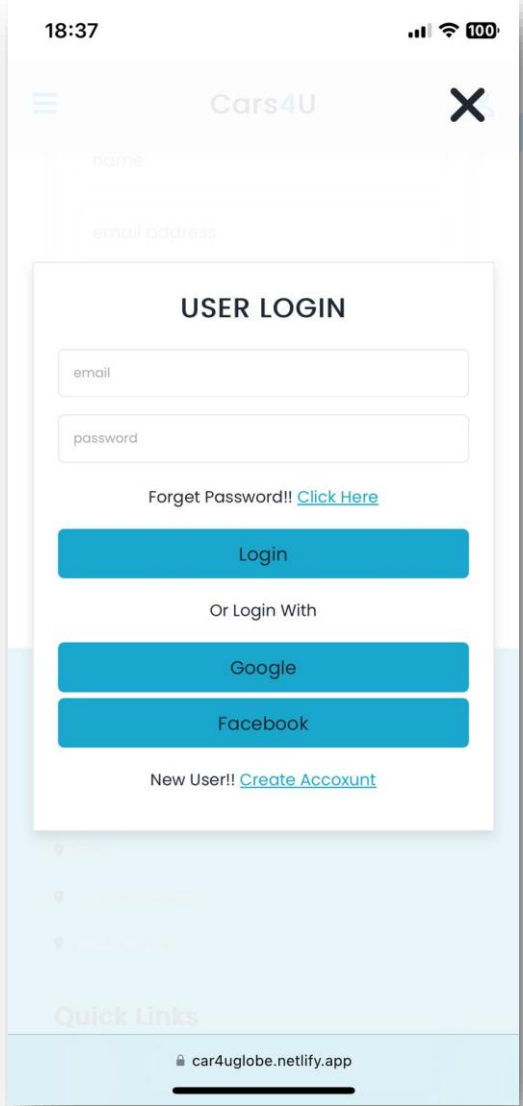 18:37
100
Cars4U
name
email address
USER LOGIN
email
password
Forget Password!! Click Here
Login
Or Login With
Google
Facebook
New User!! Create Accoxunt
Quick Links
car4uglobe.netlify.app